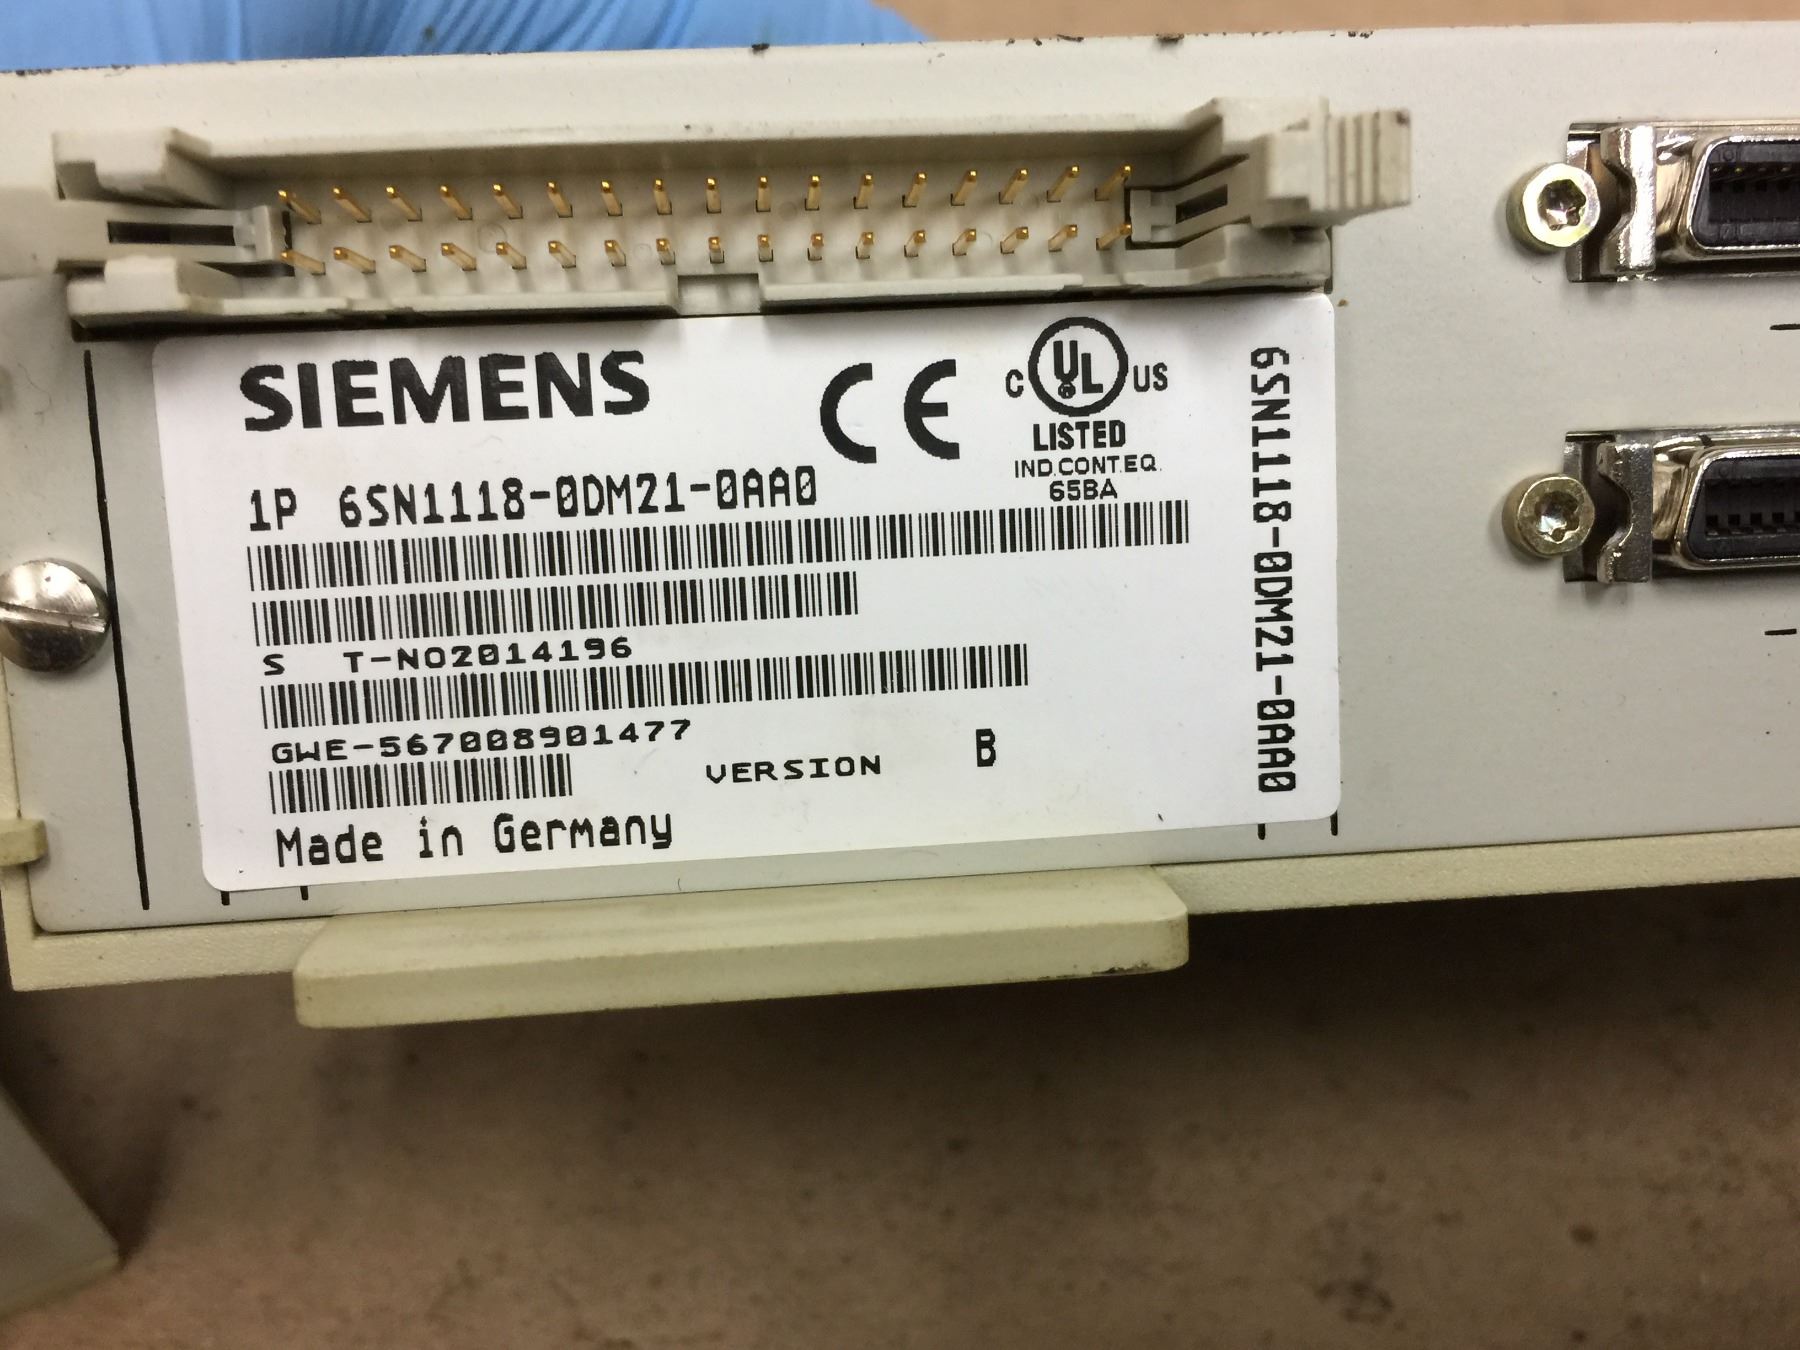 SIEMENS
CE
C UL US
LISTED
IND.CONT.EQ.
65BA
1P 6SN1118-0DM21-0AA0
S T-NO2014196
GWE-567008901477
VERSION B
Made in Germany
6SN1118-0DM21-0AA0